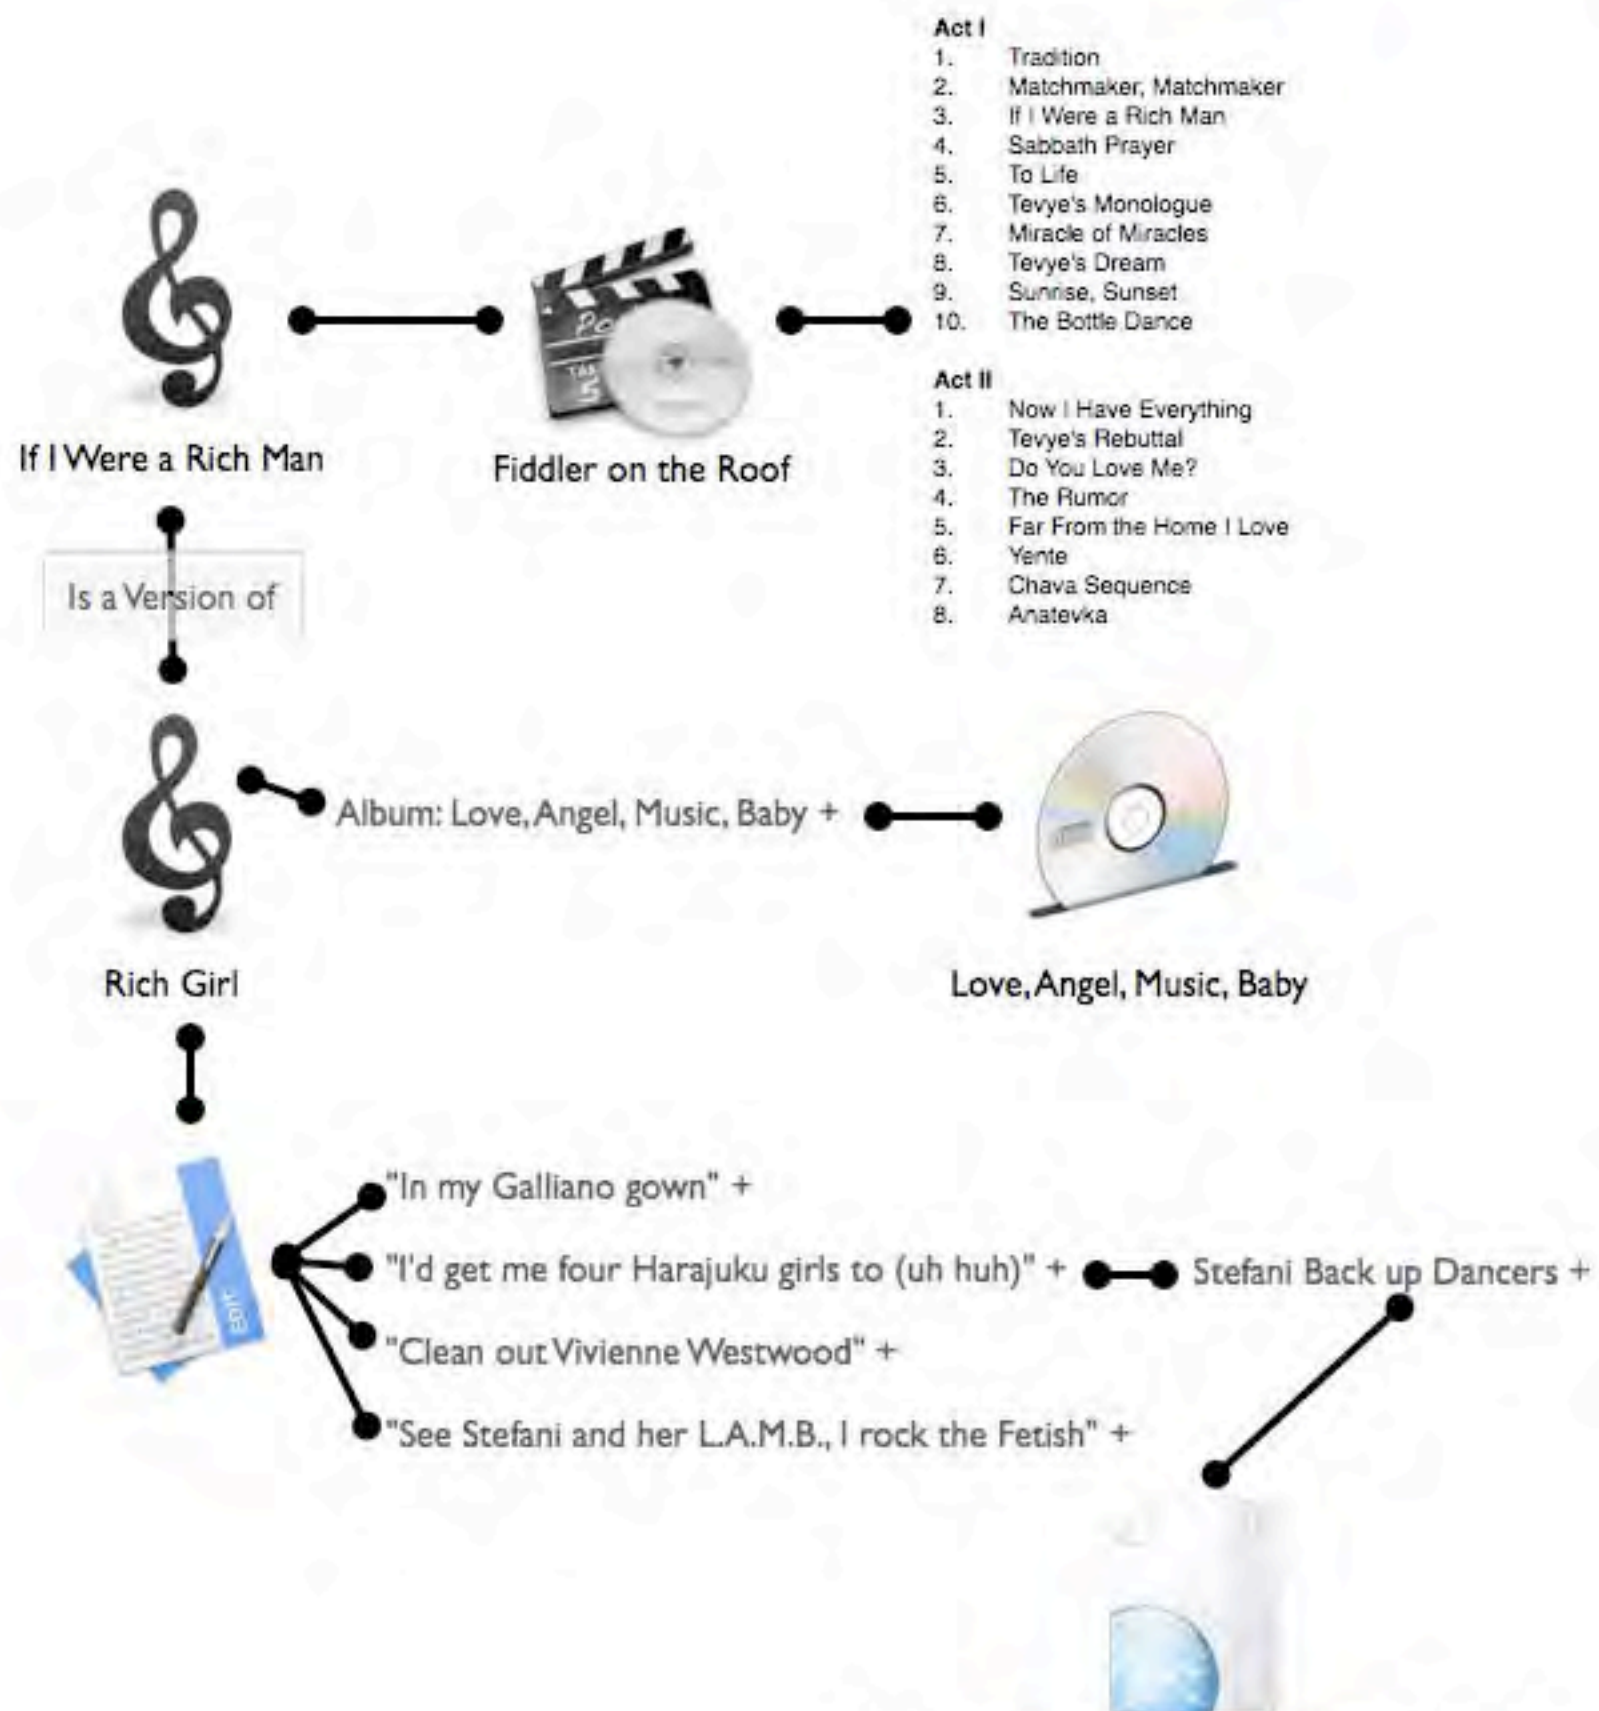 Act I
1. Tradition
2. Matchmaker, Matchmaker
3. If I Were a Rich Man
4. Sabbath Prayer
5. To Life
6. Tevye's Monologue
7. Miracle of Miracles
8. Tevye's Dream
9. Sunrise, Sunset
10. The Bottle Dance
Act II
1. Now I Have Everything
2. Tevye's Rebuttal
3. Do You Love Me?
4. The Rumor
5. Far From the Home I Love
6. Yente
7. Chava Sequence
8. Anatevka
If I Were a Rich Man
Fiddler on the Roof
Is a Version of
Album: Love, Angel, Music, Baby +
Rich Girl
Love, Angel, Music, Baby
"In my Galliano gown" +
"I'd get me four Harajuku girls to (uh huh)" +
Stefani Back up Dancers +
"Clean out Vivienne Westwood" +
"See Stefani and her L.A.M.B., I rock the Fetish" +